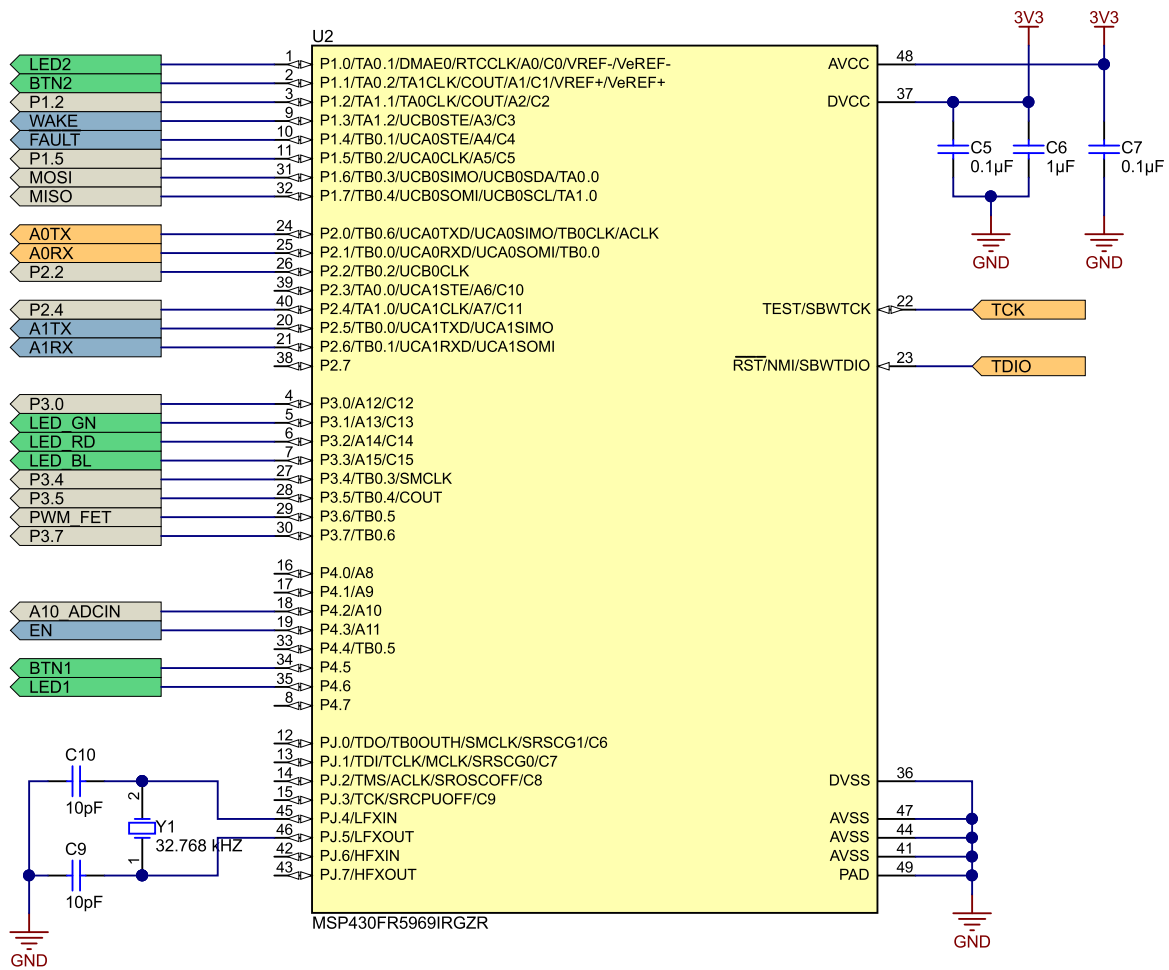 U2
3V3 3V3
LED2 1 P1.0/TA0.1/DMAE0/RTCCLK/A0/C0/VREF-/VeREF- AVCC 48
BTN2 2 P1.1/TA0.2/TA1CLK/COUT/A1/C1/VREF+/VeREF+
P1.2 3 P1.2/TA1.1/TA0CLK/COUT/A2/C2 DVCC 37
WAKE 9 P1.3/TA1.2/UCB0STE/A3/C3
FAULT 10 P1.4/TB0.1/UCA0STE/A4/C4
P1.5 11 P1.5/TB0.2/UCA0CLK/A5/C5
MOSI 31 P1.6/TB0.3/UCB0SIMO/UCB0SDA/TA0.0
MISO 32 P1.7/TB0.4/UCB0SOMI/UCB0SCL/TA1.0
C5 C6 C7
0.1µF 1µF 0.1µF
A0TX 24 P2.0/TB0.6/UCA0TXD/UCA0SIMO/TB0CLK/ACLK
A0RX 25 P2.1/TB0.0/UCA0RXD/UCA0SOMI/TB0.0
GND GND
P2.2 26 P2.2/TB0.2/UCB0CLK
39 P2.3/TA0.0/UCA1STE/A6/C10
P2.4 40 P2.4/TA1.0/UCA1CLK/A7/C11 TEST/SBWTCK 22 TCK
A1TX 20 P2.5/TB0.0/UCA1TXD/UCA1SIMO
A1RX 21 P2.6/TB0.1/UCA1RXD/UCA1SOMI
38 P2.7 RST/NMI/SBWTDIO 23 TDIO
P3.0 4 P3.0/A12/C12
LED_GN 5 P3.1/A13/C13
LED_RD 6 P3.2/A14/C14
LED_BL 7 P3.3/A15/C15
P3.4 27 P3.4/TB0.3/SMCLK
P3.5 28 P3.5/TB0.4/COUT
PWM_FET 29 P3.6/TB0.5
P3.7 30 P3.7/TB0.6
16 P4.0/A8
17 P4.1/A9
A10_ADCIN 18 P4.2/A10
EN 19 P4.3/A11
33 P4.4/TB0.5
BTN1 34 P4.5
LED1 35 P4.6
8 P4.7
12 PJ.0/TDO/TB0OUTH/SMCLK/SRSCG1/C6
13 PJ.1/TDI/TCLK/MCLK/SRSCG0/C7
14 PJ.2/TMS/ACLK/SROSCOFF/C8 DVSS 36
15 PJ.3/TCK/SRCPUOFF/C9
45 PJ.4/LFXIN AVSS 47
46 PJ.5/LFXOUT AVSS 44
42 PJ.6/HFXIN AVSS 41
43 PJ.7/HFXOUT PAD 49
C10
10pF
2
Y1
32.768 kHZ
1
C9
10pF
GND
MSP430FR5969IRGZR
GND